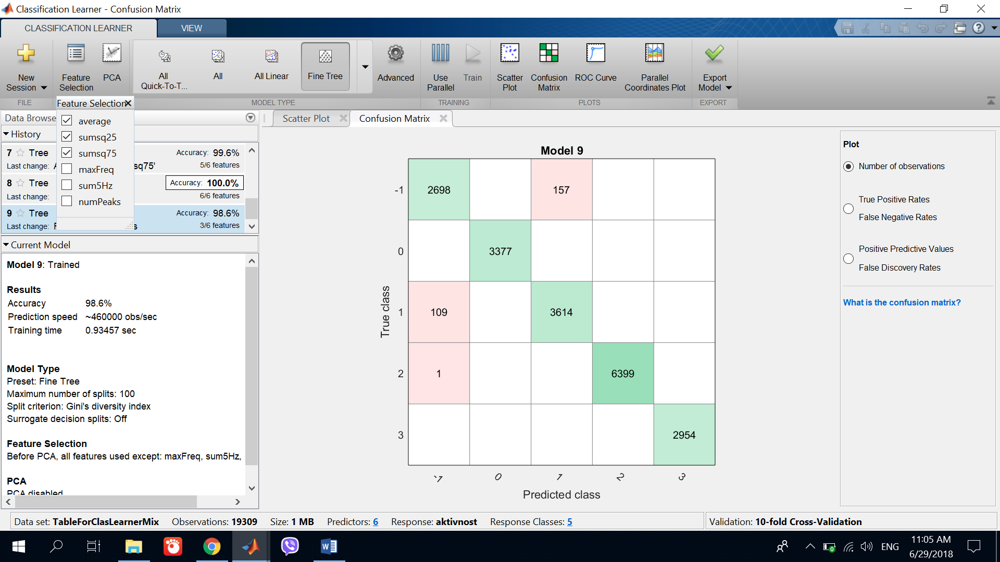 Classification Learner - Confusion Matrix
CLASSIFICATION LEARNER
VIEW
New Session
Feature Selection
PCA
All Quick-To-T...
All
All Linear
Fine Tree
Advanced
Use Parallel
Train
Scatter Plot
Confusion Matrix
ROC Curve
Parallel Coordinates Plot
Export Model
FILE
MODEL TYPE
TRAINING
PLOTS
EXPORT
Feature Selection
average
sumsq25
sumsq75
maxFreq
sum5Hz
numPeaks
Data Browse
History
7 Tree Accuracy: 99.6%
Last change: sq75' 5/6 features
8 Tree Accuracy: 100.0%
Last change: 6/6 features
9 Tree Accuracy: 98.6%
Last change: s 3/6 features
Current Model
Model 9: Trained
Results
Accuracy 98.6%
Prediction speed ~460000 obs/sec
Training time 0.93457 sec
Model Type
Preset: Fine Tree
Maximum number of splits: 100
Split criterion: Gini's diversity index
Surrogate decision splits: Off
Feature Selection
Before PCA, all features used except: maxFreq, sum5Hz,
PCA
PCA disabled
Scatter Plot
Confusion Matrix
Model 9
True class
-1 2698 157
0 3377
1 109 3614
2 1 6399
3 2954
-1 0 1 2 3
Predicted class
Plot
Number of observations
True Positive Rates
False Negative Rates
Positive Predictive Values
False Discovery Rates
What is the confusion matrix?
Data set: TableForClasLearnerMix Observations: 19309 Size: 1 MB Predictors: 6 Response: aktivnost Response Classes: 5
Validation: 10-fold Cross-Validation
ENG
11:05 AM
6/29/2018